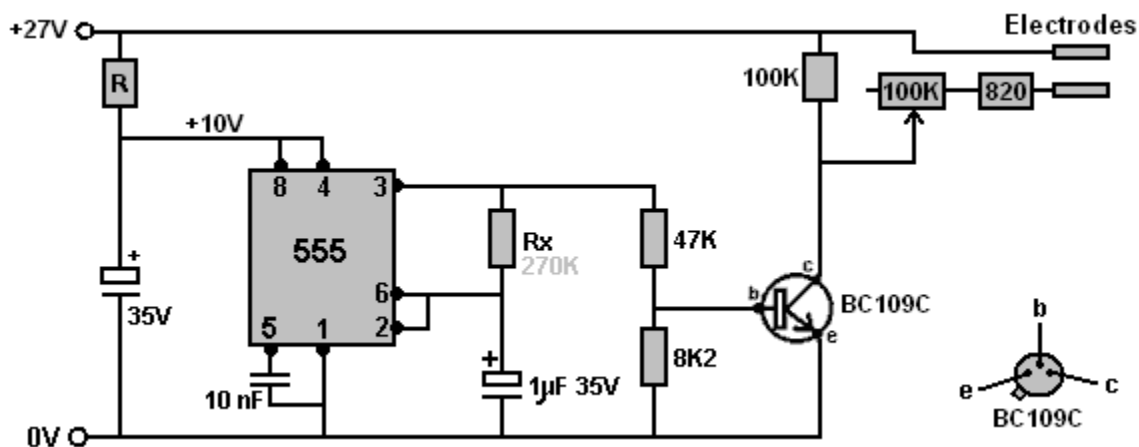 +27V
Electrodes
R
100K
100K
820
+10V
8
4
3
555
Rx
270K
47K
+
35V
6
2
5
1
c
b
e
BC109C
+
1µF 35V
8K2
10 nF
b
e
c
BC109C
0V